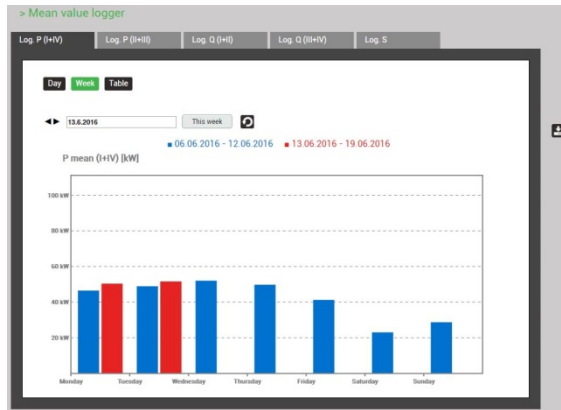 > Mean value logger
Log. P (I+IV) Log. P (II+III) Log. Q (I+II) Log. Q (III+IV) Log. S
Day Week Table
13.6.2016 This week
06.06.2016 - 12.06.2016 13.06.2016 - 19.06.2016
P mean (I+IV) [kW]
100 kW
80 kW
60 kW
40 kW
20 kW
Monday Tuesday Wednesday Thursday Friday Saturday Sunday